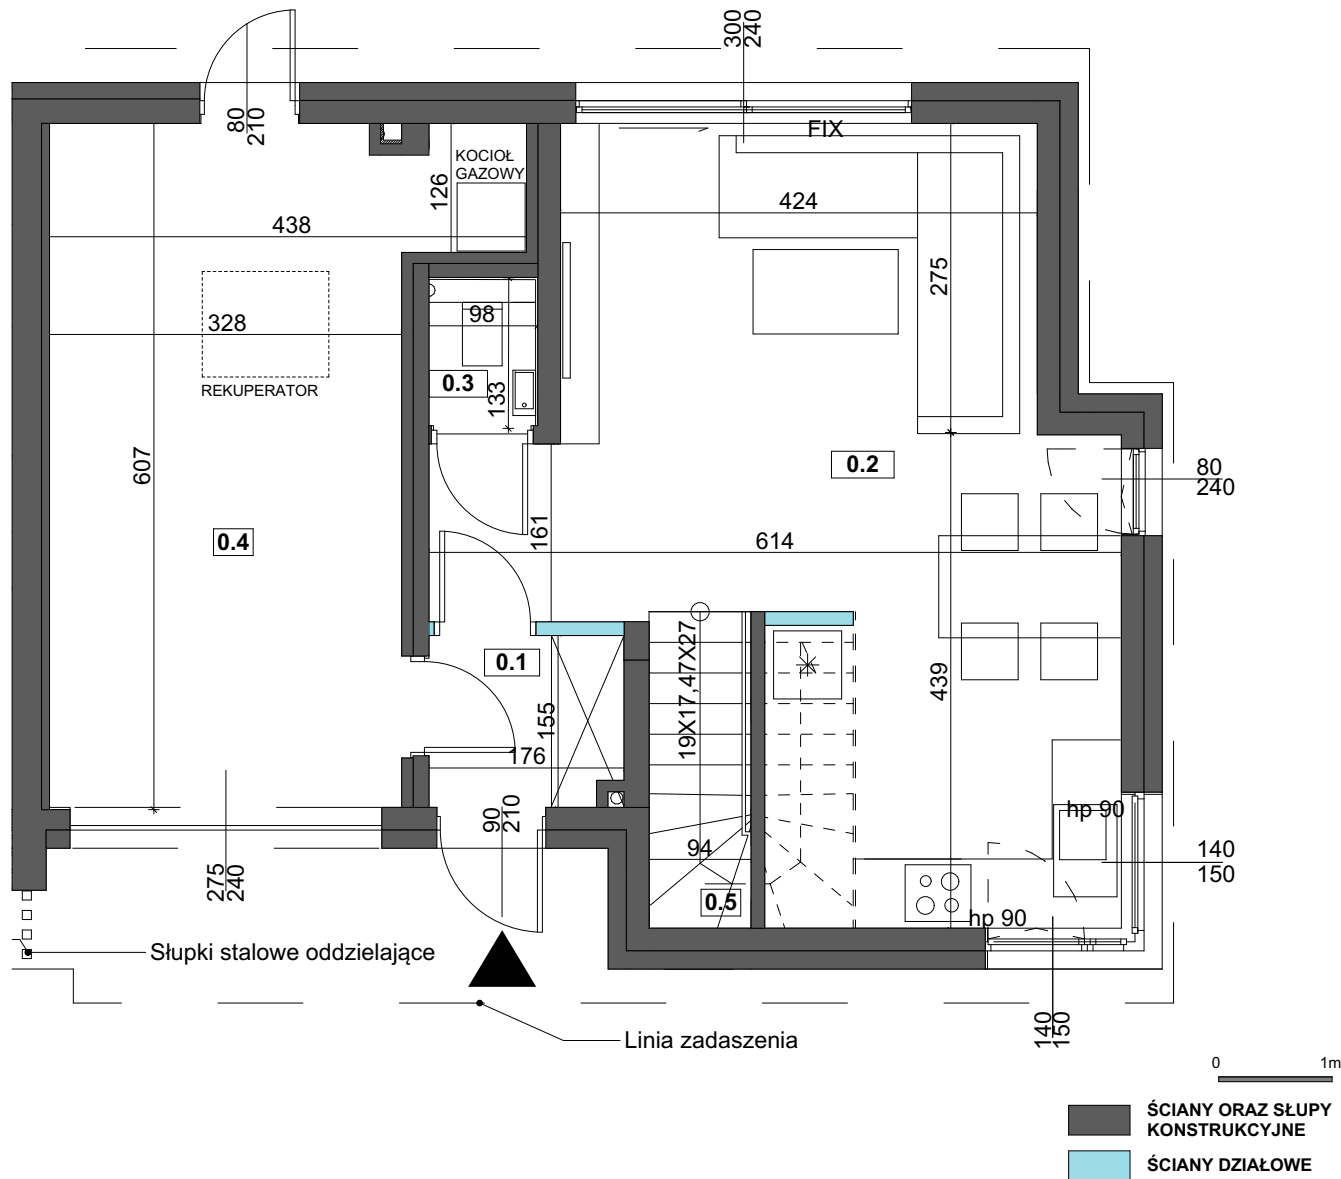 300
240
80
210
FIX
KOCIOŁ
GAZOWY
126
424
438
275
328
98
REKUPERATOR
0.3
133
607
0.2
80
240
0.4
161
614
0.1
19X17,47X27
439
155
176
hp 90
90
210
94
140
150
275
240
0.5
hp 90
Słupki stalowe oddzielające
140
150
Linia zadaszenia
0 1m
ŚCIANY ORAZ SŁUPY
KONSTRUKCYJNE
ŚCIANY DZIAŁOWE